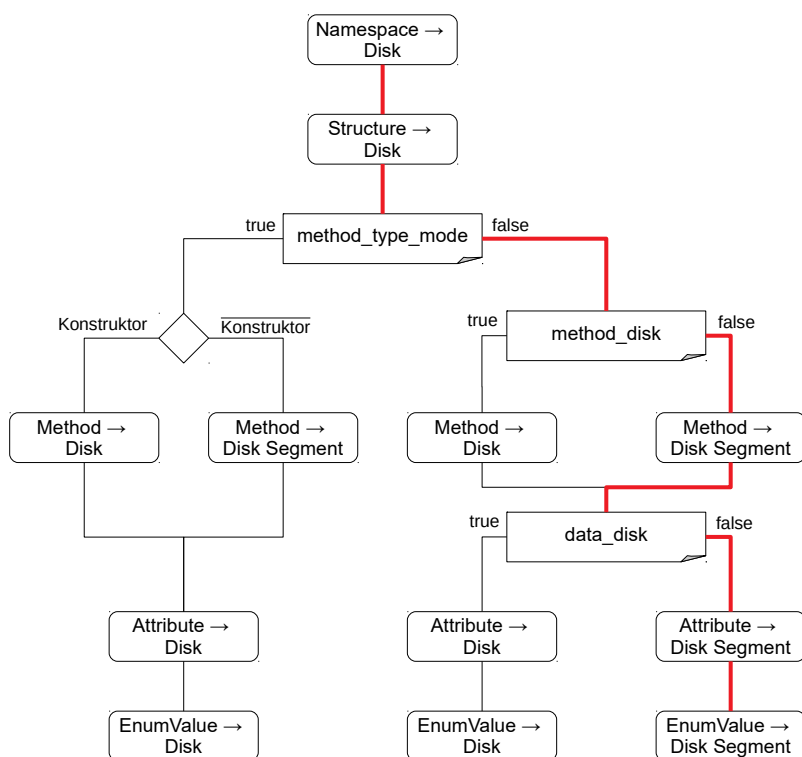 Namespace →
Disk
Structure →
Disk
true
method_type_mode
false
Konstruktor
Konstruktor
true
method_disk
false
Method →
Disk
Method →
Disk Segment
Method →
Disk
Method →
Disk Segment
true
data_disk
false
Attribute →
Disk
Attribute →
Disk
Attribute →
Disk Segment
EnumValue →
Disk
EnumValue →
Disk
EnumValue →
Disk Segment